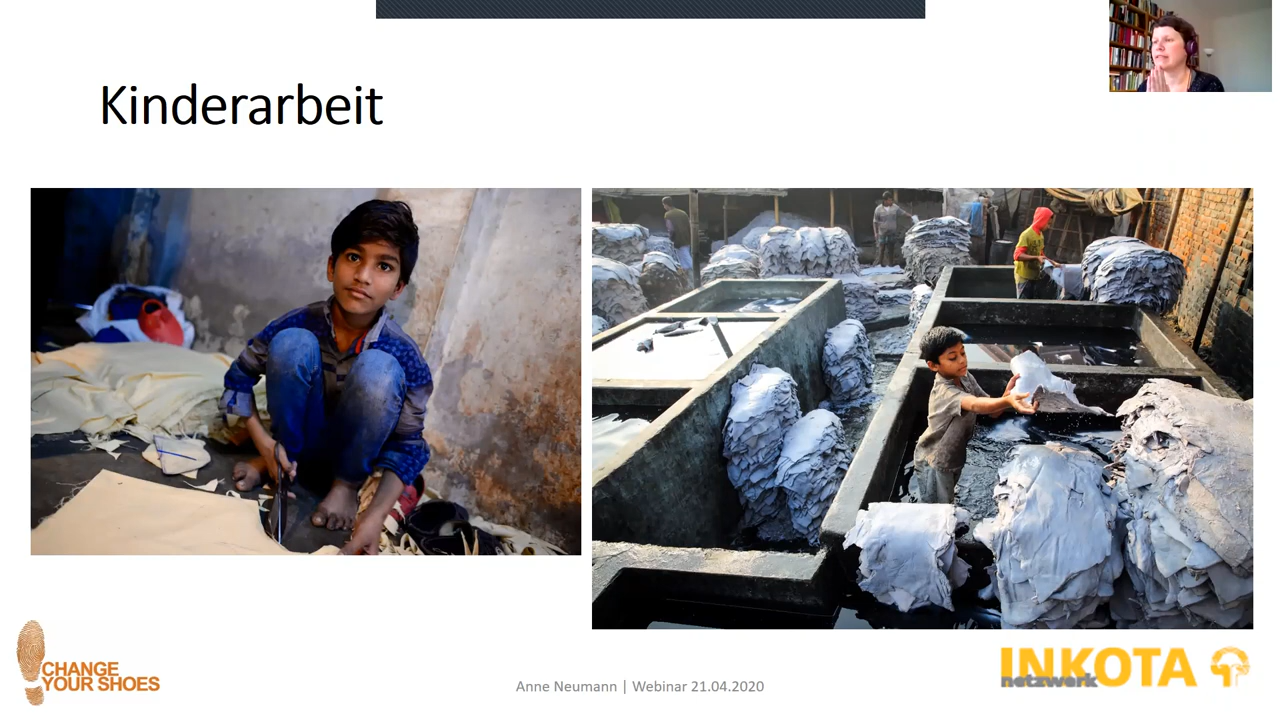 Kinderarbeit
CHANGE
YOUR SHOES
Anne Neumann | Webinar 21.04.2020
INKOTA
netzwerk